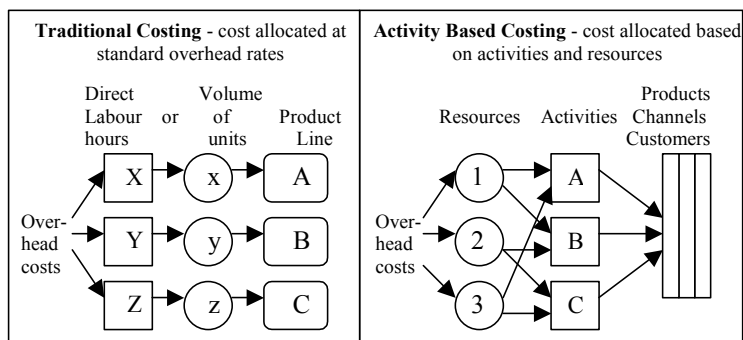 Traditional Costing - cost allocated at
standard overhead rates
Direct
Labour
hours
or
Volume
of
units
Product
Line
Over-
head
costs
X
x
A
Y
y
B
Z
z
C
Activity Based Costing - cost allocated based
on activities and resources
Resources
Activities
Products
Channels
Customers
Over-
head
costs
1
A
2
B
3
C